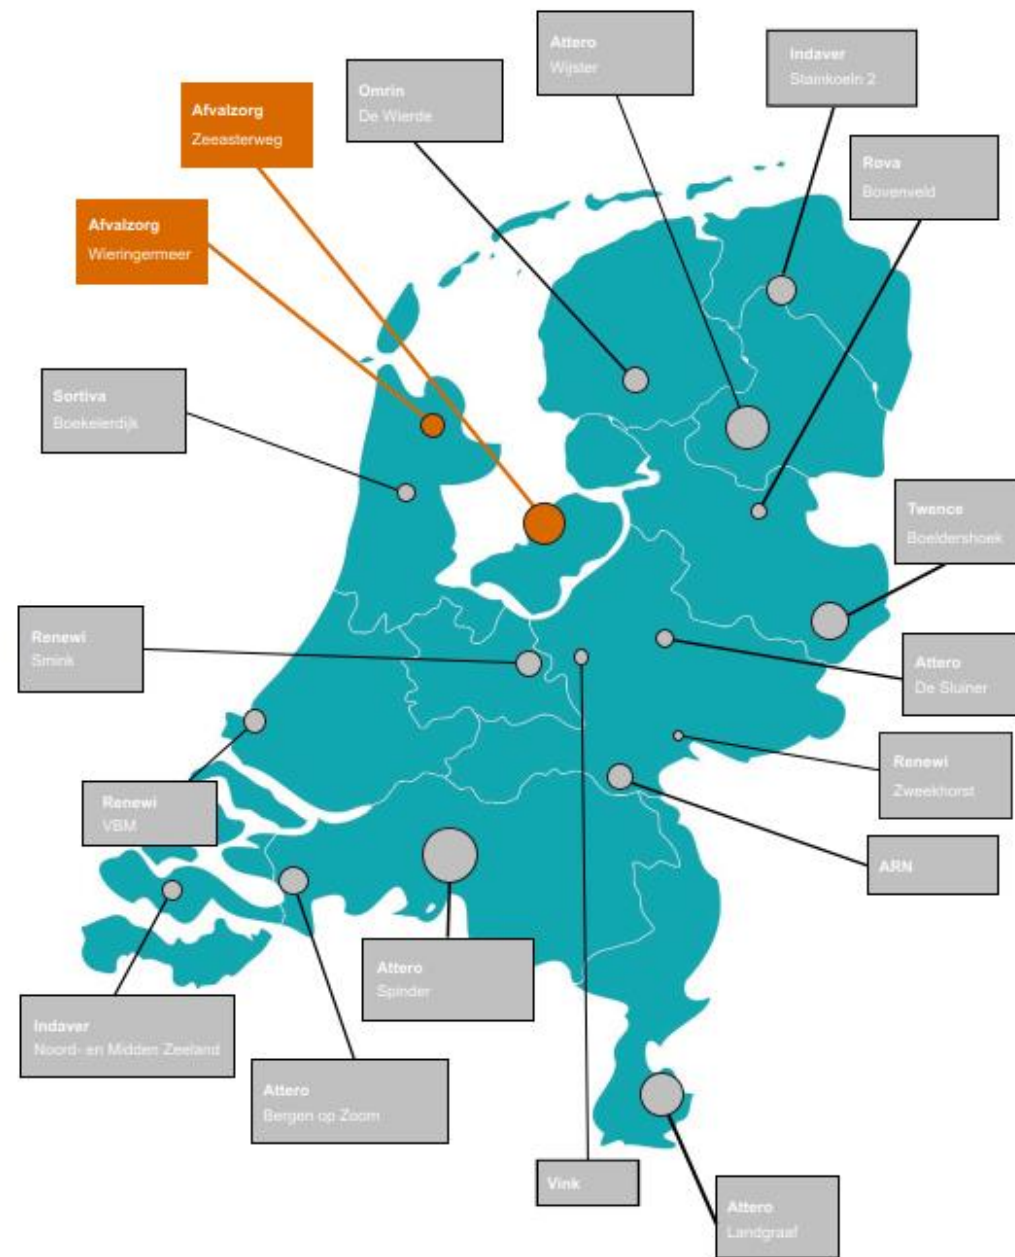 Attero
Wijster
Indaver
Stainkoeln 2
Omrin
De Wierde
Afvalzorg
Zeeasterweg
Rova
Bovenveld
Afvalzorg
Wieringermeer
Sortiva
Boekelerdijk
Twence
Boeldershoek
Renewi
Smink
Attero
De Sluiner
Renewi
Zweekhorst
Renewi
VBM
ARN
Attero
Spinder
Indaver
Noord- en Midden Zeeland
Attero
Bergen op Zoom
Vink
Attero
Landgraaf